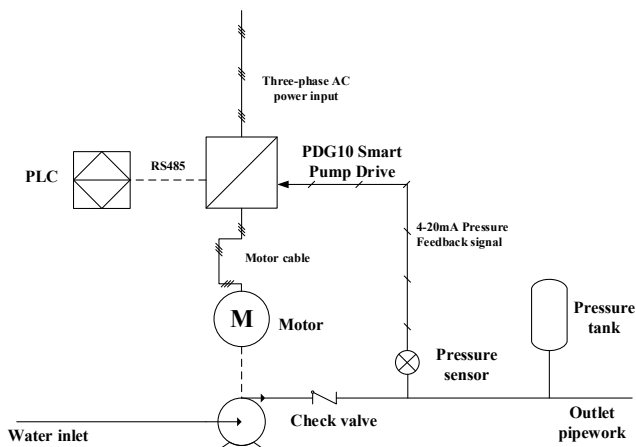 Three-phase AC
power input
PLC
RS485
PDG10 Smart
Pump Drive
4-20mA Pressure
Feedback signal
Motor cable
M
Motor
Pressure
tank
Pressure
sensor
Check valve
Water inlet
Outlet
pipework